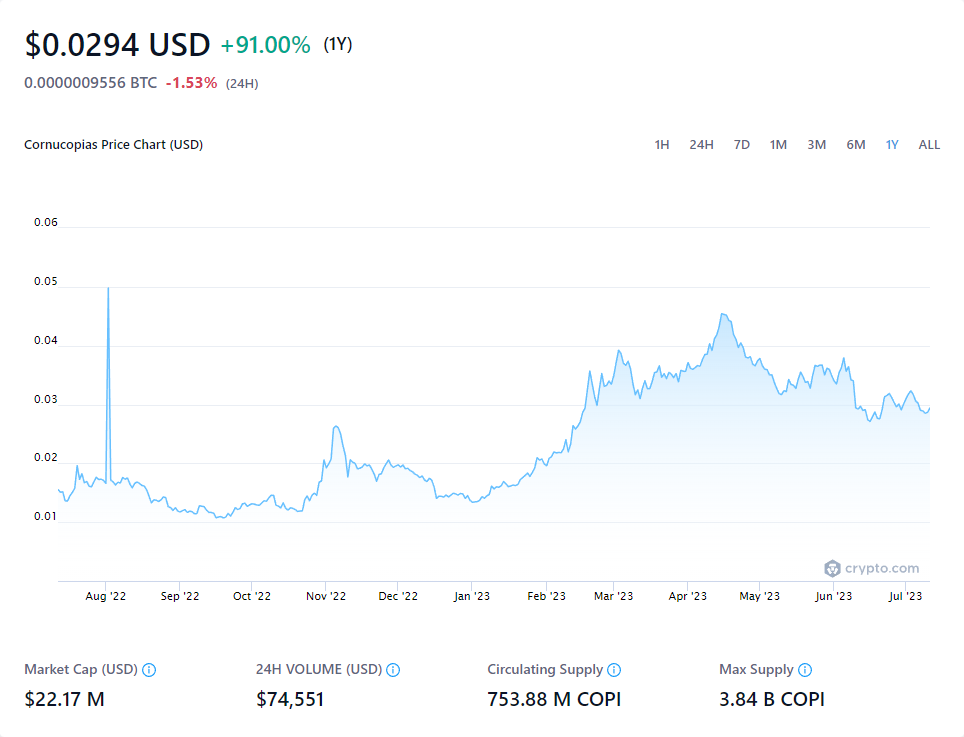 $0.0294 USD +91.00% (1Y)
0.0000009556 BTC -1.53% (24H)
Cornucopias Price Chart (USD) 1H 24H 7D 1M 3M 6M 1Y ALL
0.06
0.05
0.04
0.03
0.02
0.01
crypto.com
Aug '22 Sep '22 Oct '22 Nov '22 Dec '22 Jan '23 Feb '23 Mar '23 Apr '23 May '23 Jun '23 Jul '23
Market Cap (USD) 24H VOLUME (USD) Circulating Supply Max Supply
$22.17 M $74,551 753.88 M COPI 3.84 B COPI